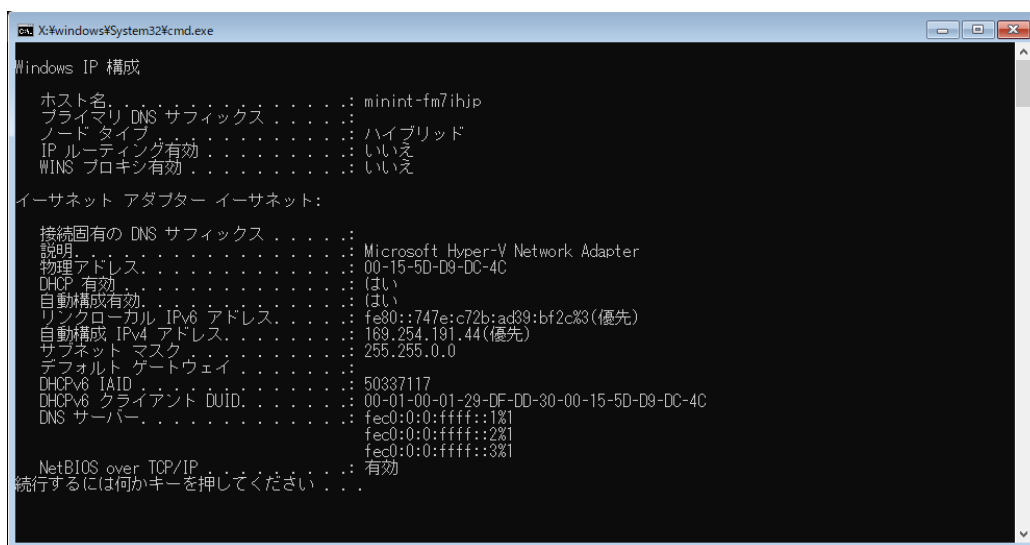 X:¥windows¥System32¥cmd.exe
Windows IP 構成
ホスト名. . . . . . . . . . . . . . .: minint-fm7ihjp
プライマリ DNS サフィックス . . . . .:
ノード タイプ . . . . . . . . . . . .: ハイブリッド
IP ルーティング有効 . . . . . . . . .: いいえ
WINS プロキシ有効 . . . . . . . . . .: いいえ
イーサネット アダプター イーサネット:
接続固有の DNS サフィックス . . . . .:
説明. . . . . . . . . . . . . . . . .: Microsoft Hyper-V Network Adapter
物理アドレス. . . . . . . . . . . . .: 00-15-5D-D9-DC-4C
DHCP 有効 . . . . . . . . . . . . . .: はい
自動構成有効. . . . . . . . . . . . .: はい
リンクローカル IPv6 アドレス. . . . .: fe80::747e:c72b:ad39:bf2c%3(優先)
自動構成 IPv4 アドレス. . . . . . . .: 169.254.191.44(優先)
サブネット マスク . . . . . . . . . .: 255.255.0.0
デフォルト ゲートウェイ . . . . . . .:
DHCPv6 IAID . . . . . . . . . . . . .: 50337117
DHCPv6 クライアント DUID. . . . . . .: 00-01-00-01-29-DF-DD-30-00-15-5D-D9-DC-4C
DNS サーバー. . . . . . . . . . . . .: fec0:0:0:ffff::1%1
fec0:0:0:ffff::2%1
fec0:0:0:ffff::3%1
NetBIOS over TCP/IP . . . . . . . . .: 有効
続行するには何かキーを押してください . . .